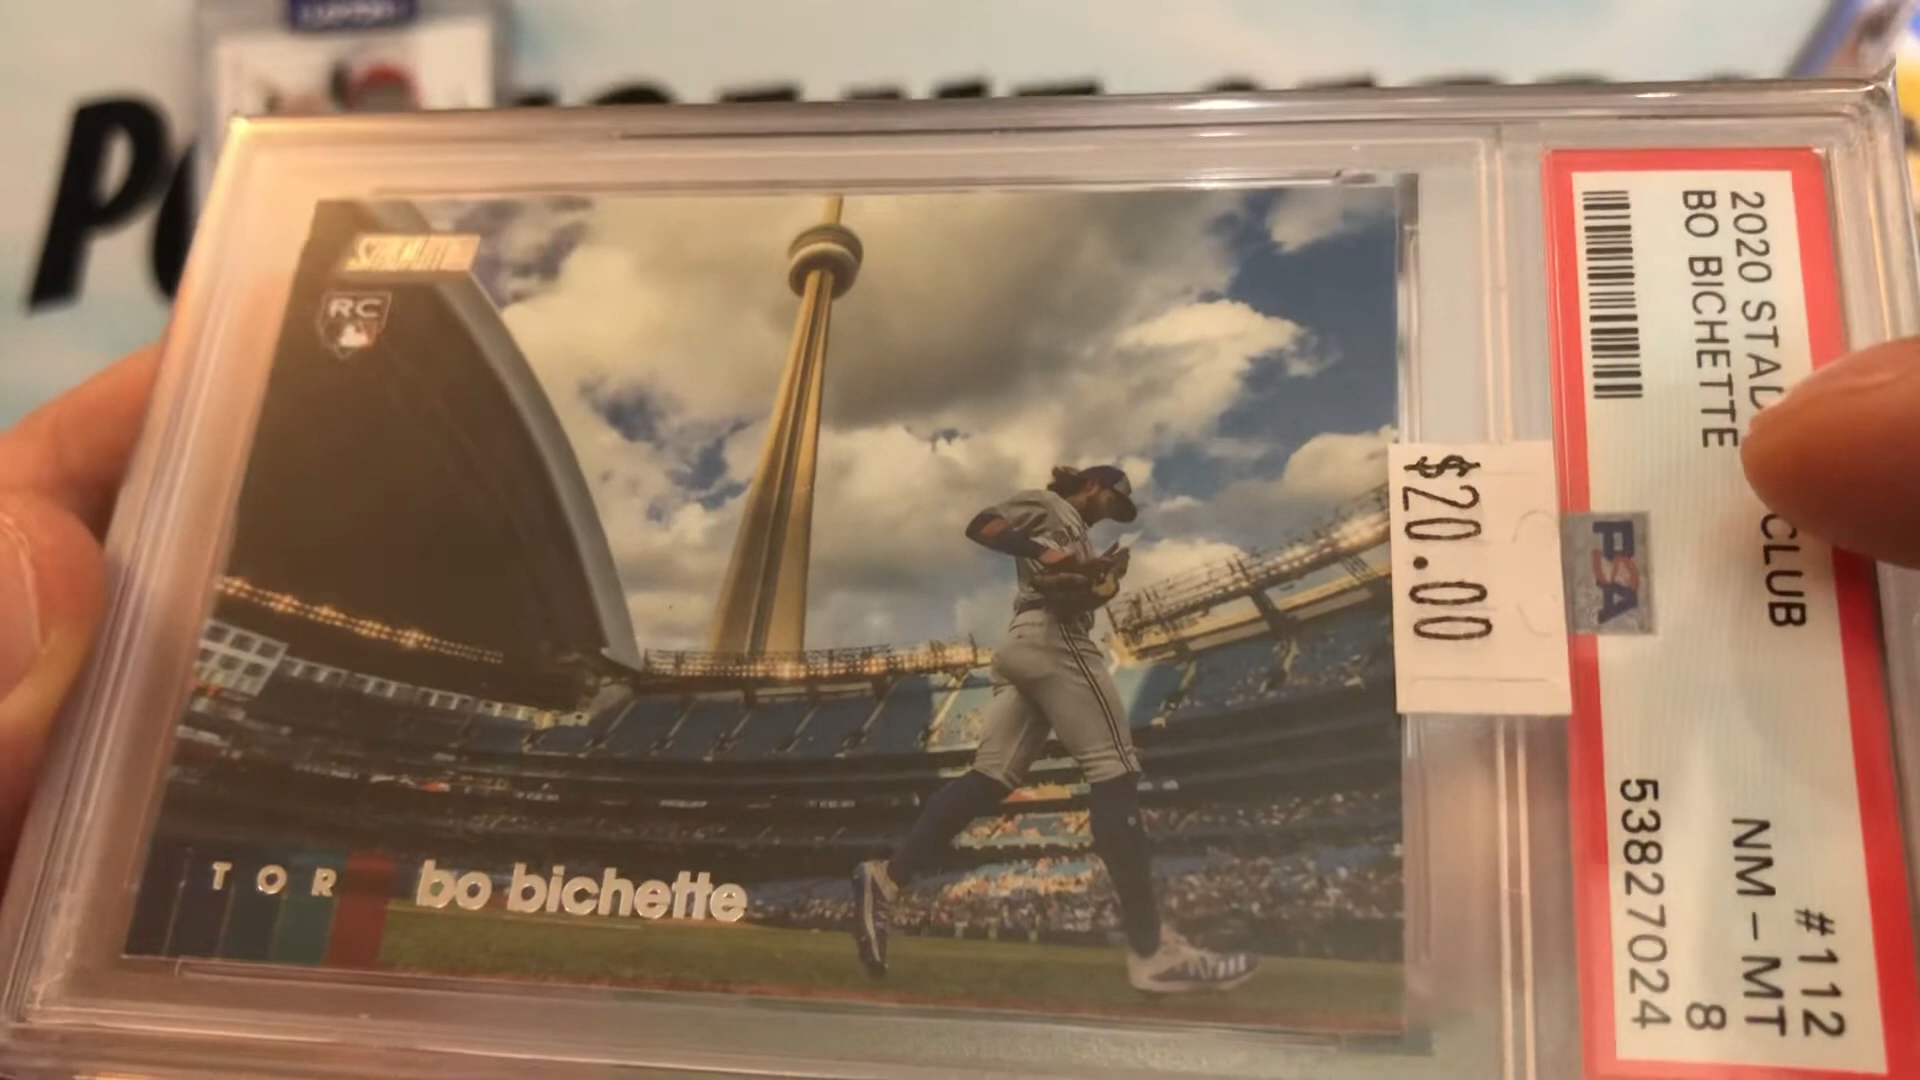 RC
TOR bo bichette
$20.00
2020 STAD CLUB #112
BO BICHETTE NM-MT
PSA 8
53827024